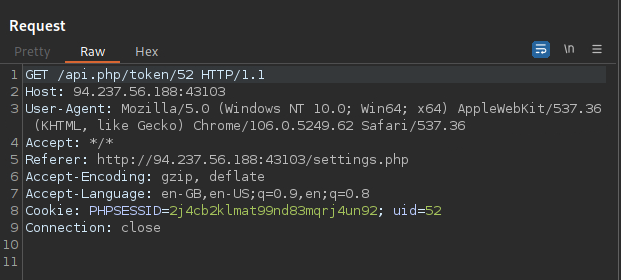 Request
Pretty Raw Hex \n
1 GET /api.php/token/52 HTTP/1.1
2 Host: 94.237.56.188:43103
3 User-Agent: Mozilla/5.0 (Windows NT 10.0; Win64; x64) AppleWebKit/537.36
(KHTML, like Gecko) Chrome/106.0.5249.62 Safari/537.36
4 Accept: */*
5 Referer: http://94.237.56.188:43103/settings.php
6 Accept-Encoding: gzip, deflate
7 Accept-Language: en-GB,en-US;q=0.9,en;q=0.8
8 Cookie: PHPSESSID=2j4cb2klmat99nd83mqrj4un92; uid=52
9 Connection: close
10
11